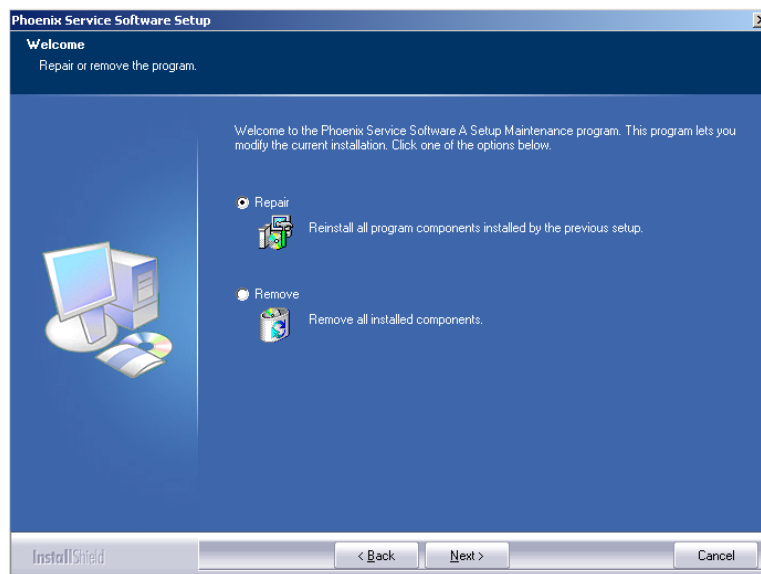 Phoenix Service Software Setup
Welcome
Repair or remove the program.
Welcome to the Phoenix Service Software A Setup Maintenance program. This program lets you
modify the current installation. Click one of the options below.
Repair
Reinstall all program components installed by the previous setup.
Remove
Remove all installed components.
InstallShield
< Back
Next >
Cancel